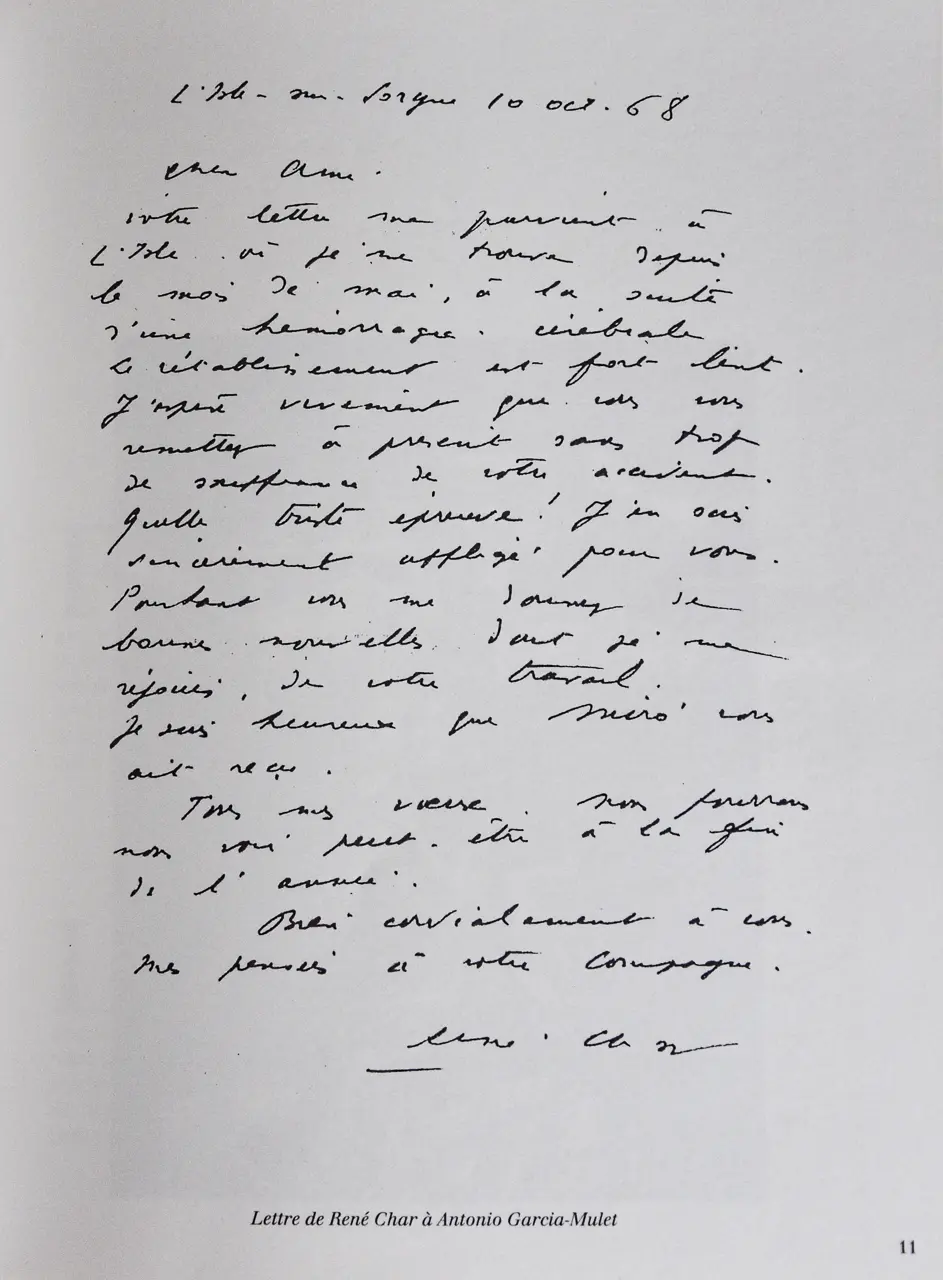 L'Isle-sur-Sorgue 10 oct. 68
cher Ami.
votre lettre me parvient à
L'Isle où je me trouve depuis
le mois de mai, à la suite
d'une hémorragie cérébrale
Le rétablissement est fort lent.
J'espère vivement que vous vous
remettez à présent sans trop
de souffrance de votre accident.
Quelle triste épreuve! J'en suis
sincèrement affligé pour vous.
Pourtant vous me donnez de
bonnes nouvelles dont je me
réjouis, de votre travail.
Je suis heureux que Miró vous
ait reçu.
Tous mes voeux. Nous pourrons
nous voir peut-être à la fin
de l'année.
Bien cordialement à vous.
Mes pensées à votre Compagne.
René Char
Lettre de René Char à Antonio Garcia-Mulet
11